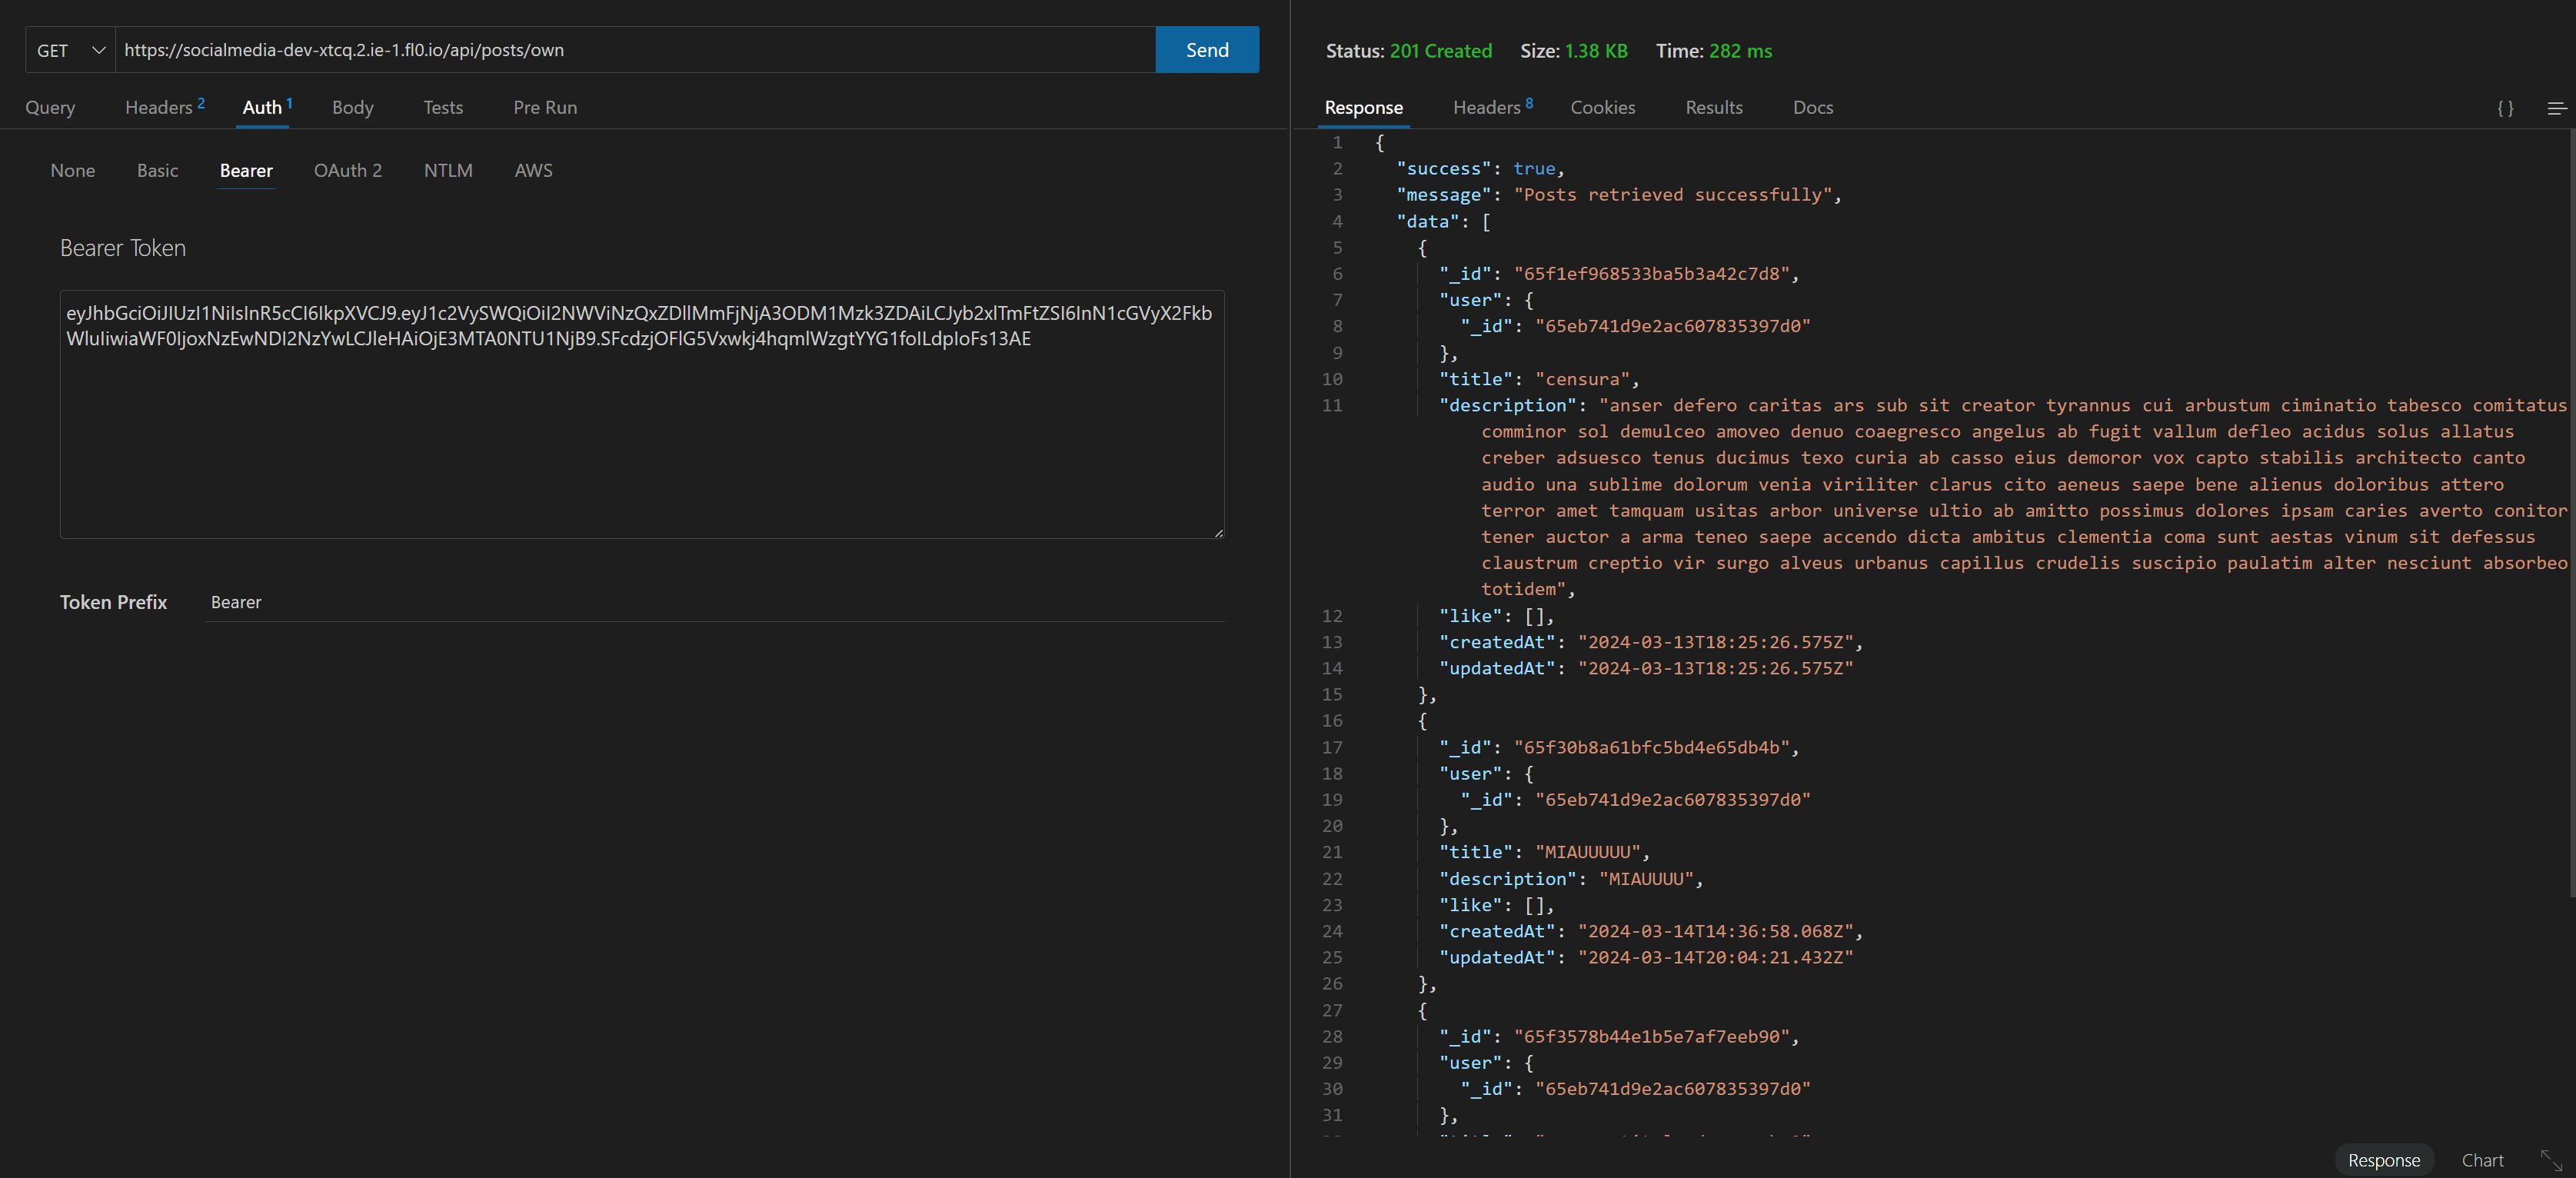 GET
https://socialmedia-dev-xtcq.2.ie-1.fl0.io/api/posts/own
Send
Query
Headers 2
Auth 1
Body
Tests
Pre Run
None
Basic
Bearer
OAuth 2
NTLM
AWS
Bearer Token
eyJhbGciOiJIUzI1NiIsInR5cCI6IkpXVCJ9.eyJ1c2VySWQiOiI2NWViNzQxZDllMmFjNjA3ODM1Mzk3ZDAiLCJyb2xlTmFtZSI6InN1cGVyX2Fkb
WluIiwiaWF0IjoxNzEwNDI2NzYwLCJleHAiOjE3MTA0NTU1NjB9.SFcdzjOFlG5Vxwkj4hqmlWzgtYYG1foILdpIoFs13AE
Token Prefix
Bearer
Status: 201 Created
Size: 1.38 KB
Time: 282 ms
Response
Headers 8
Cookies
Results
Docs
{ }
1 {
2 "success": true,
3 "message": "Posts retrieved successfully",
4 "data": [
5 {
6 "_id": "65f1ef968533ba5b3a42c7d8",
7 "user": {
8 "_id": "65eb741d9e2ac607835397d0"
9 },
10 "title": "censura",
11 "description": "anser defero caritas ars sub sit creator tyrannus cui arbustum ciminatio tabesco comitatus
comminor sol demulceo amoveo denuo coaegresco angelus ab fugit vallum defleo acidus solus allatus
creber adsuesco tenus ducimus texo curia ab casso eius demoror vox capto stabilis architecto canto
audio una sublime dolorum venia viriliter clarus cito aeneus saepe bene alienus doloribus attero
terror amet tamquam usitas arbor universe ultio ab amitto possimus dolores ipsam caries averto conitor
tener auctor a arma teneo saepe accendo dicta ambitus clementia coma sunt aestas vinum sit defessus
claustrum creptio vir surgo alveus urbanus capillus crudelis suscipio paulatim alter nesciunt absorbeo
totidem",
12 "like": [],
13 "createdAt": "2024-03-13T18:25:26.575Z",
14 "updatedAt": "2024-03-13T18:25:26.575Z"
15 },
16 {
17 "_id": "65f30b8a61bfc5bd4e65db4b",
18 "user": {
19 "_id": "65eb741d9e2ac607835397d0"
20 },
21 "title": "MIAUUUUU",
22 "description": "MIAUUUU",
23 "like": [],
24 "createdAt": "2024-03-14T14:36:58.068Z",
25 "updatedAt": "2024-03-14T20:04:21.432Z"
26 },
27 {
28 "_id": "65f3578b44e1b5e7af7eeb90",
29 "user": {
30 "_id": "65eb741d9e2ac607835397d0"
31 },
Response
Chart